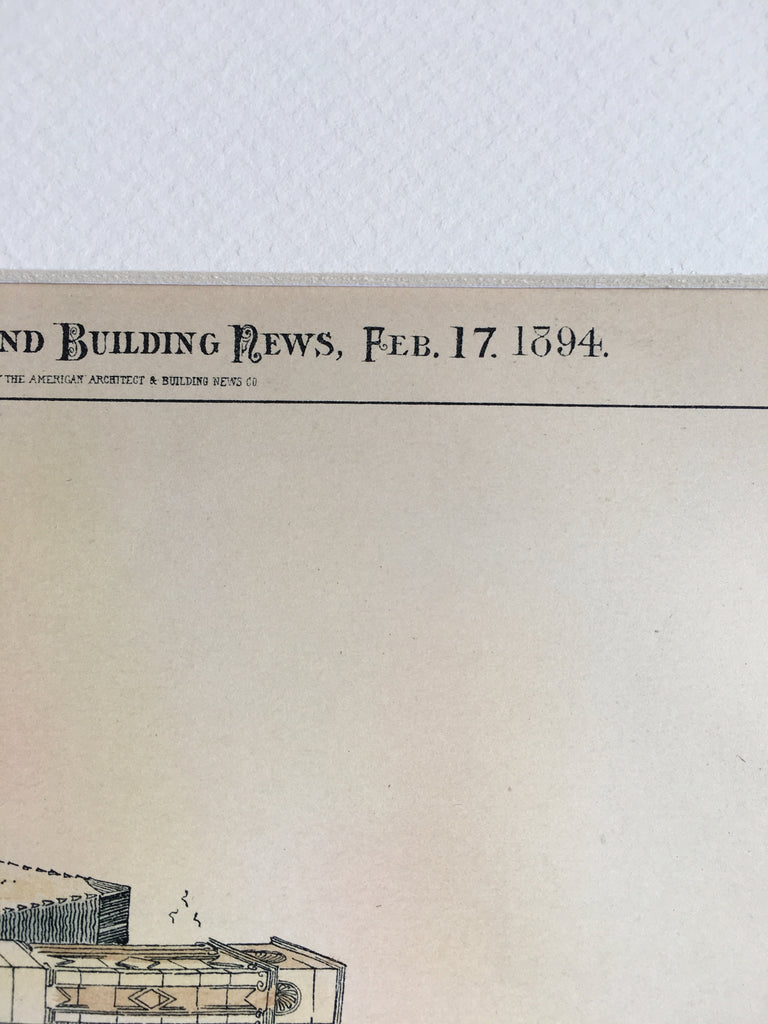 ND BUILDING NEWS, FEB. 17. 1894.
THE AMERICAN ARCHITECT & BUILDING NEWS CO